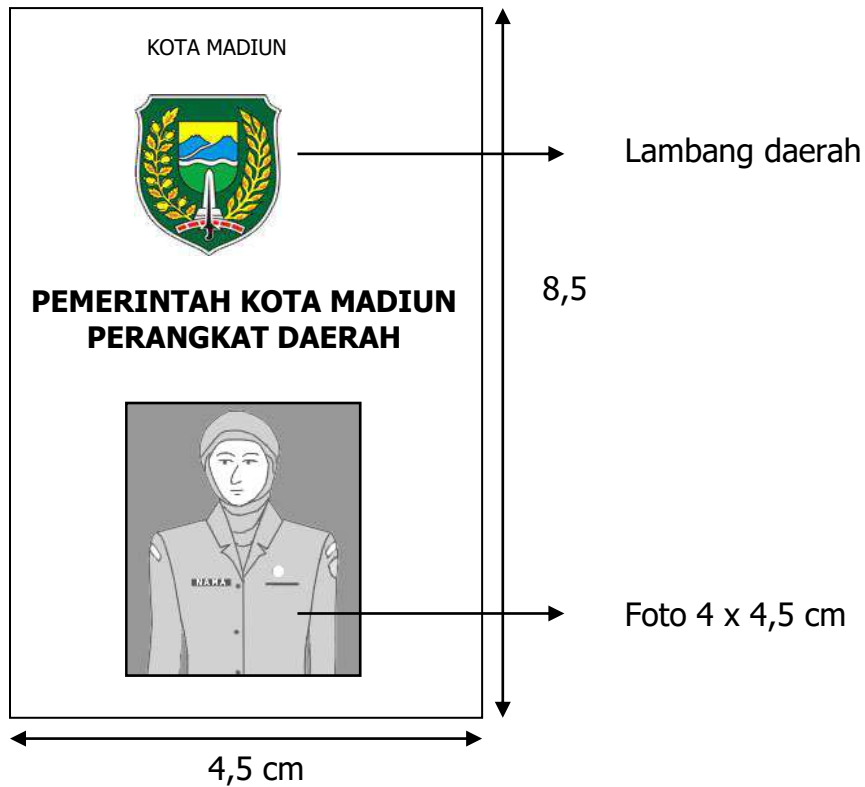 KOTA MADIUN
Lambang daerah
PEMERINTAH KOTA MADIUN
PERANGKAT DAERAH
8,5
NAMA
Foto 4 x 4,5 cm
4,5 cm